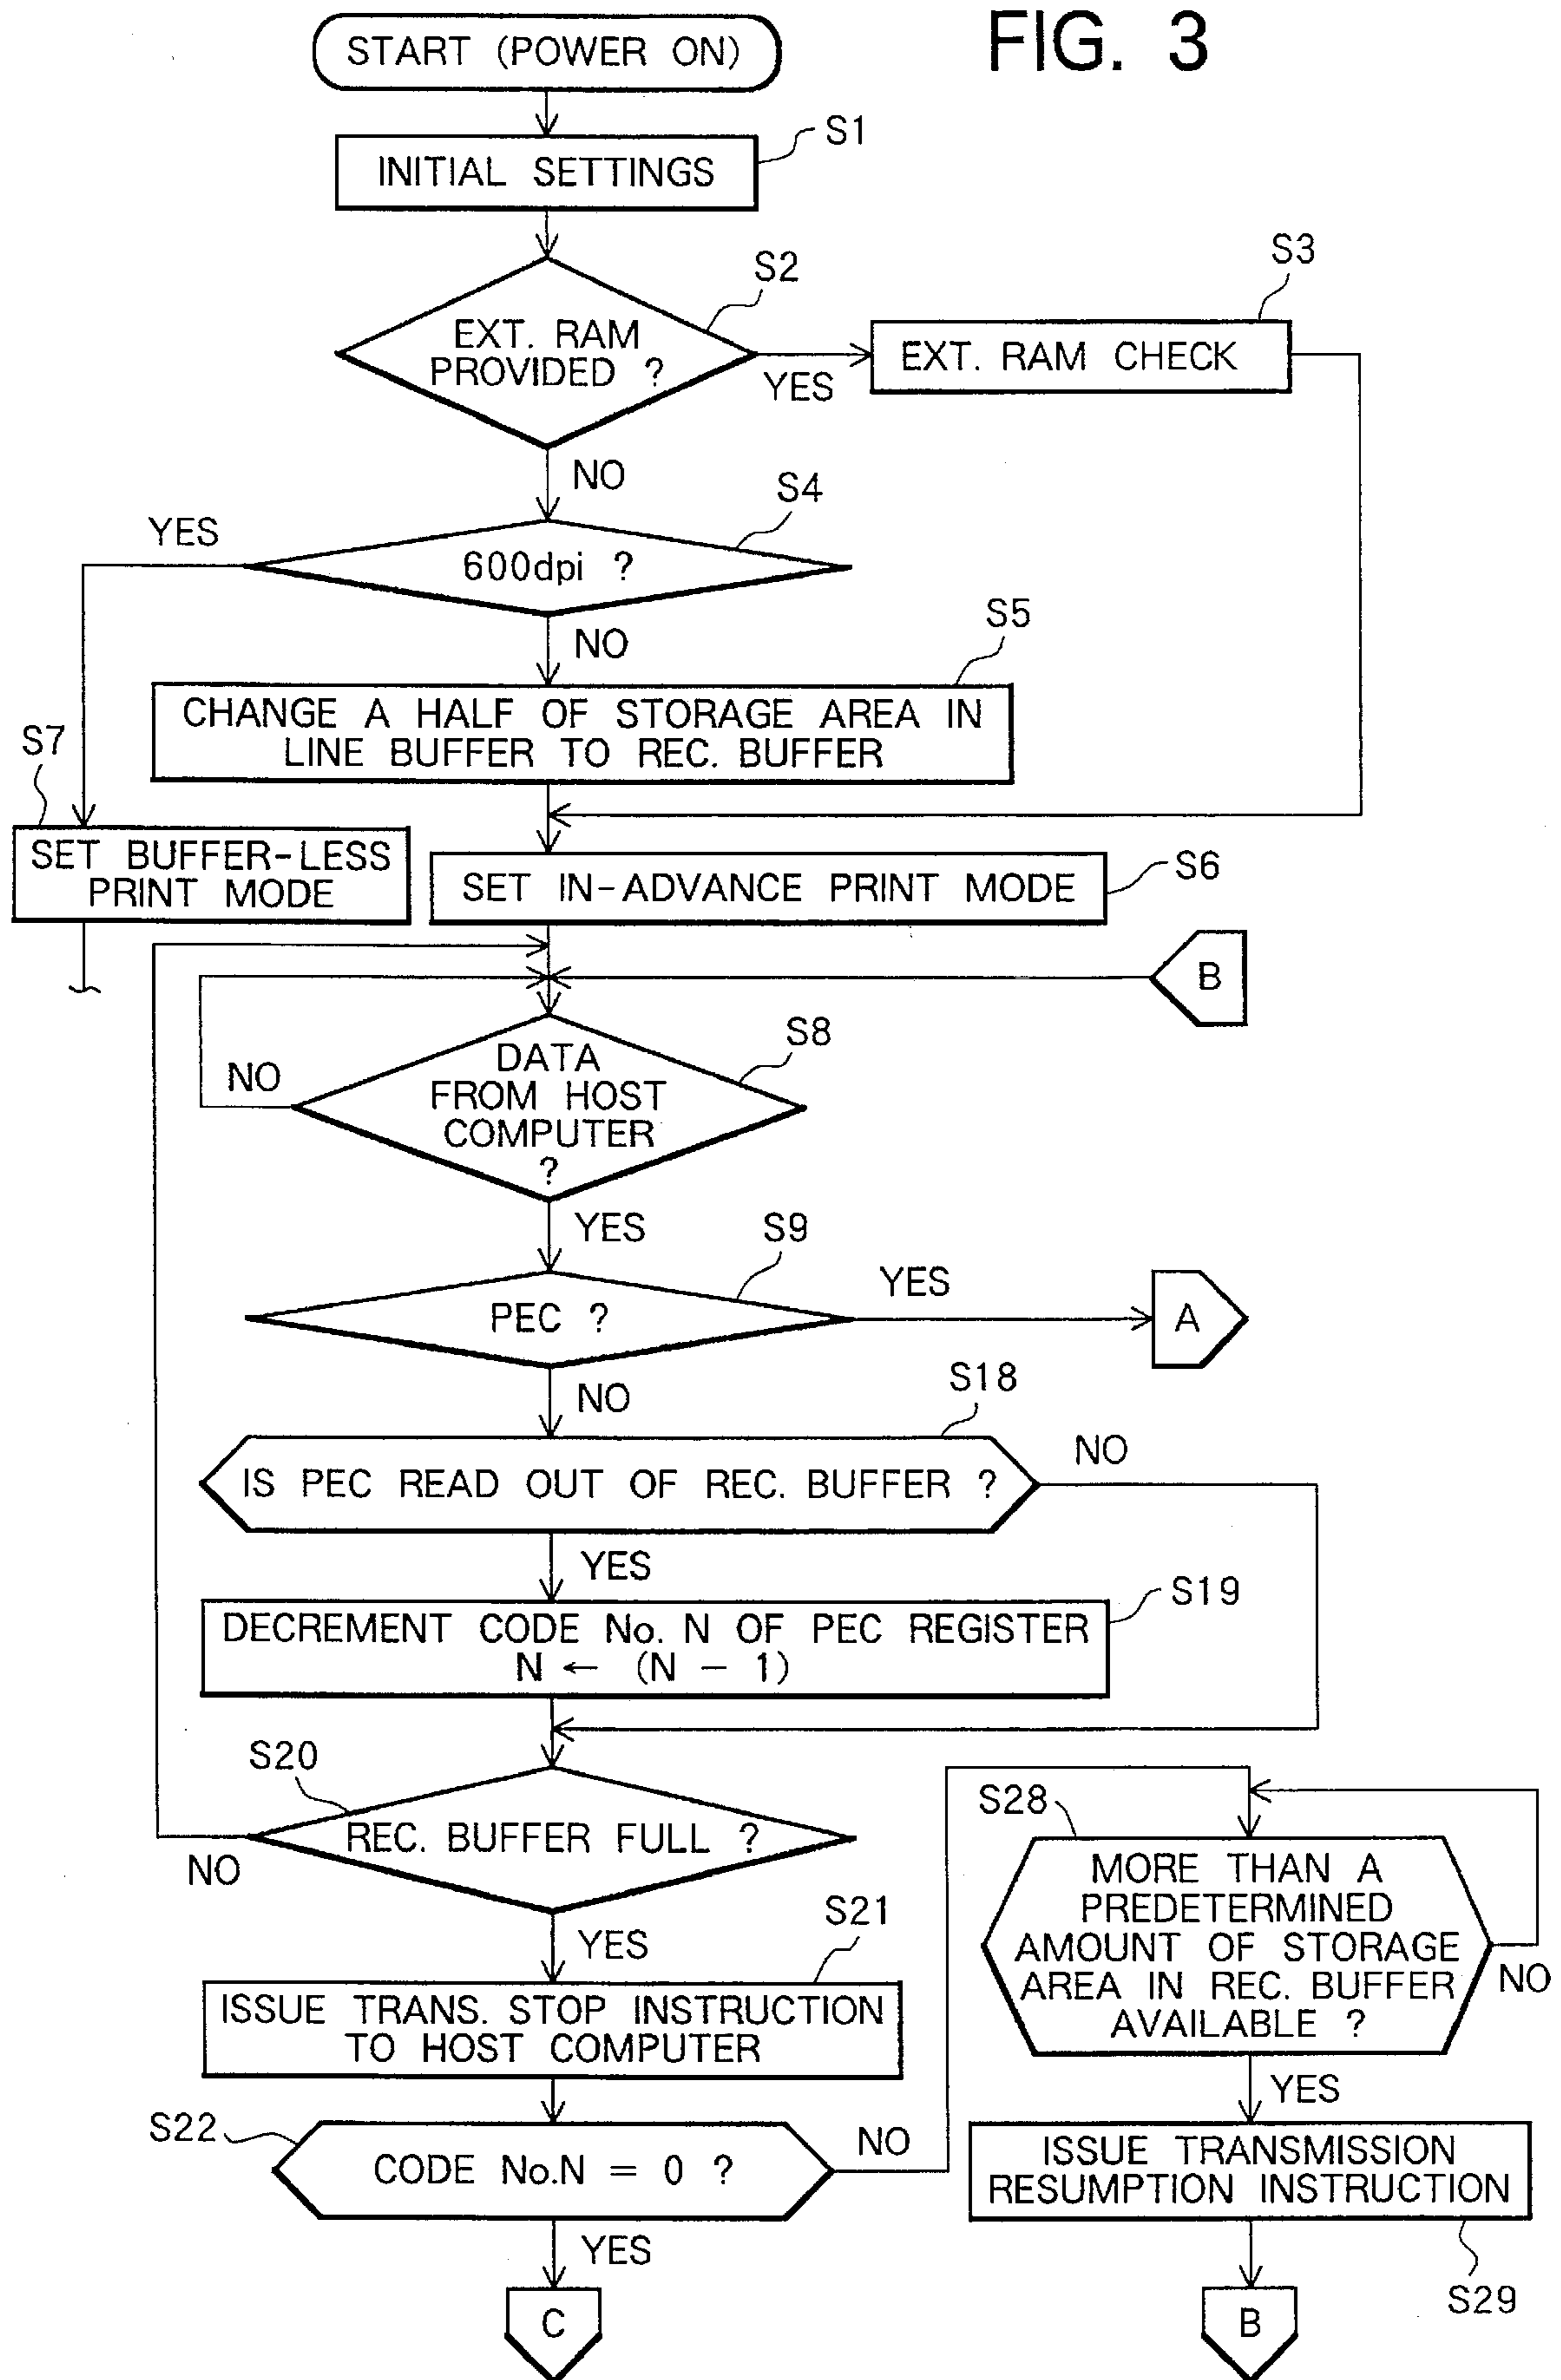 FIG. 3
START (POWER ON)
S1
INITIAL SETTINGS
S2
EXT. RAM
PROVIDED ?
YES
S3
EXT. RAM CHECK
NO
S4
YES
600dpi ?
NO
S5
CHANGE A HALF OF STORAGE AREA IN
LINE BUFFER TO REC. BUFFER
S7
SET BUFFER-LESS
PRINT MODE
SET IN-ADVANCE PRINT MODE
S6
B
S8
DATA
FROM HOST
COMPUTER
?
NO
YES
S9
PEC ?
YES
A
NO
S18
IS PEC READ OUT OF REC. BUFFER ?
NO
YES
S19
DECREMENT CODE No. N OF PEC REGISTER
N ← (N - 1)
S20
REC. BUFFER FULL ?
NO
YES
S21
ISSUE TRANS. STOP INSTRUCTION
TO HOST COMPUTER
S22
CODE No.N = 0 ?
NO
YES
C
S28
MORE THAN A
PREDETERMINED
AMOUNT OF STORAGE
AREA IN REC. BUFFER
AVAILABLE ?
NO
YES
ISSUE TRANSMISSION
RESUMPTION INSTRUCTION
S29
B